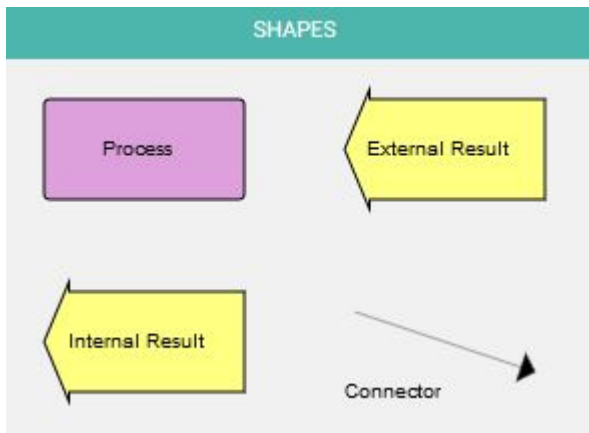 SHAPES
Process
External Result
Internal Result
Connector